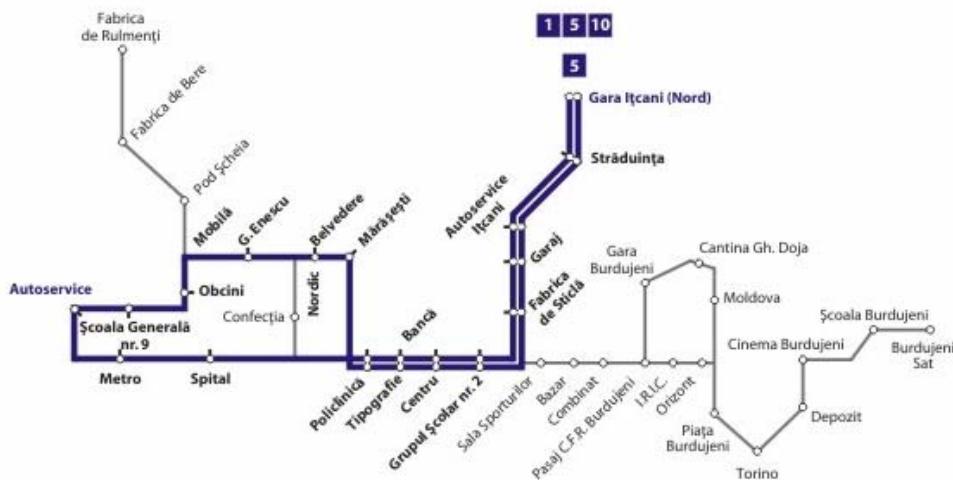 1 5 10
5
Fabrica
de Rulmenți
Fabrica de Bere
Pod Șcheia
Gara Ițcani (Nord)
Străduința
Autoservice
Ițcani
Garaj
Fabrica
de Sticlă
Mobilă
G. Enescu
Belvedere
Mărășești
Gara
Burdujeni
Cantina Gh. Doja
Moldova
Autoservice
Obcini
Nordic
Confecția
Școala Generală
nr. 9
Bancă
Școala Burdujeni
Cinema Burdujeni
Burdujeni
Sat
Metro
Spital
Policlinică
Tipografie
Centru
Grupul Școlar nr. 2
Sala Sporturilor
Bazar
Combinat
Pasaj C.F.R. Burdujeni
I.R.I.C.
Orizont
Piața
Burdujeni
Depozit
Torino